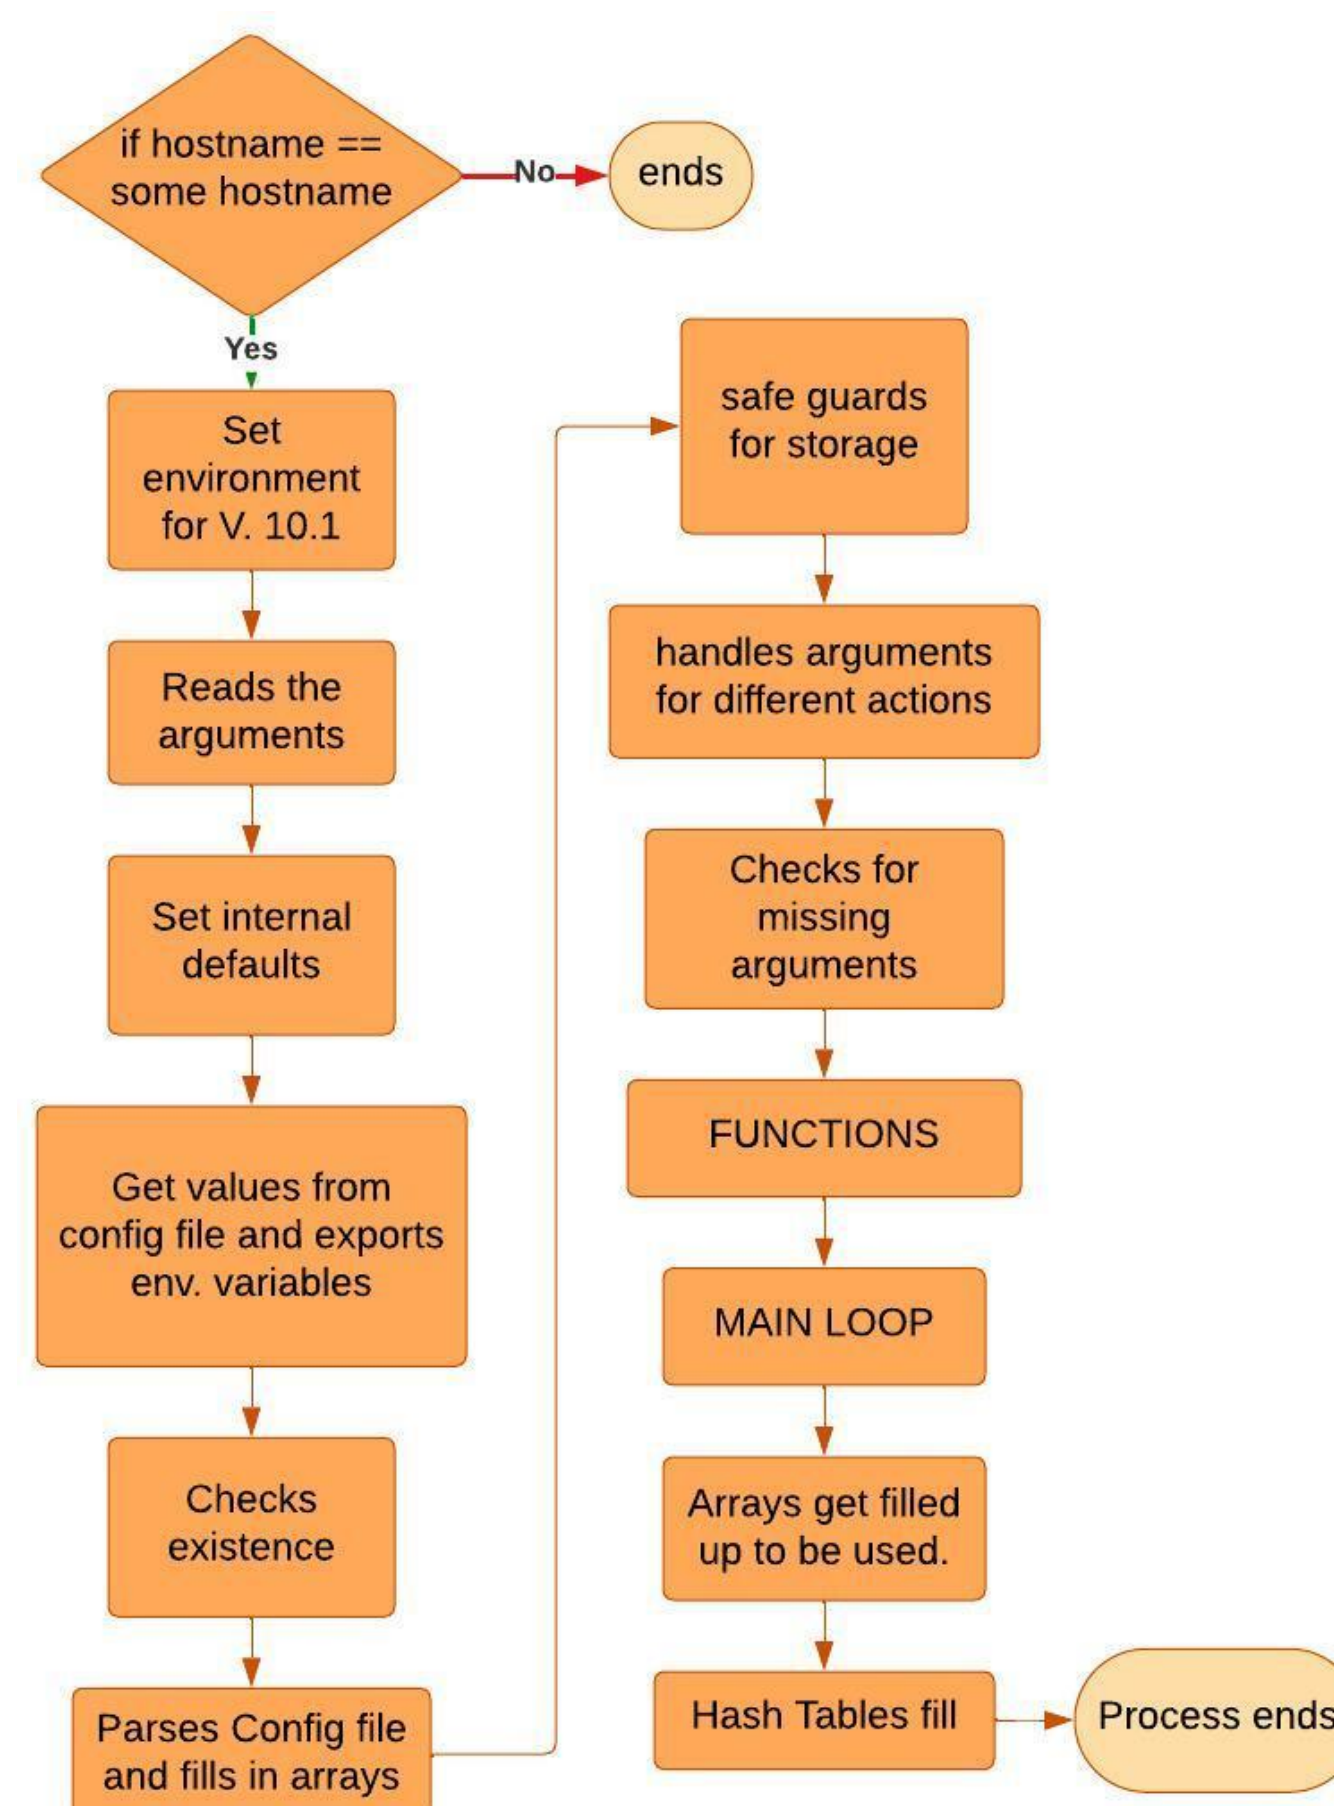 if hostname ==
some hostname
No
ends
Yes
Set
environment
for V. 10.1
Reads the
arguments
Set internal
defaults
Get values from
config file and exports
env. variables
Checks
existence
Parses Config file
and fills in arrays
safe guards
for storage
handles arguments
for different actions
Checks for
missing
arguments
FUNCTIONS
MAIN LOOP
Arrays get filled
up to be used.
Hash Tables fill
Process ends